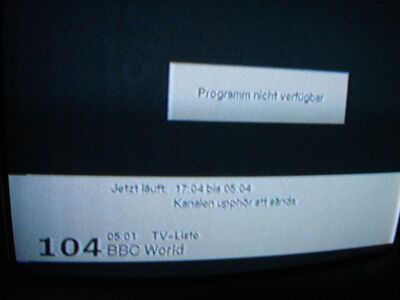 Programm nicht verfügbar
Jetzt läuft: 17:04 bis 05:04
Kanalen upphör att sända
05:01 TV-Liste
104 BBC World